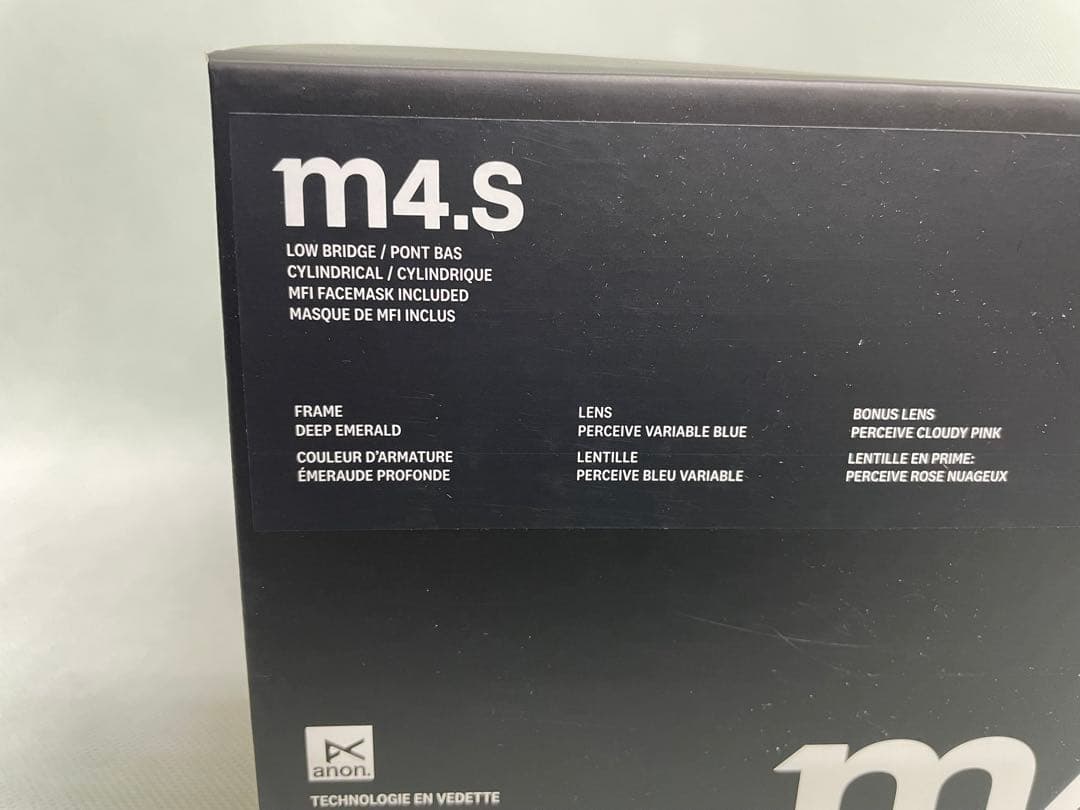 m4.S
LOW BRIDGE / PONT BAS
CYLINDRICAL / CYLINDRIQUE
MFI FACEMASK INCLUDED
MASQUE DE MFI INCLUS
FRAME
DEEP EMERALD
COULEUR D'ARMATURE
ÉMERAUDE PROFONDE
LENS
PERCEIVE VARIABLE BLUE
LENTILLE
PERCEIVE BLEU VARIABLE
BONUS LENS
PERCEIVE CLOUDY PINK
LENTILLE EN PRIME:
PERCEIVE ROSE NUAGEUX
anon.
TECHNOLOGIE EN VEDETTE
m